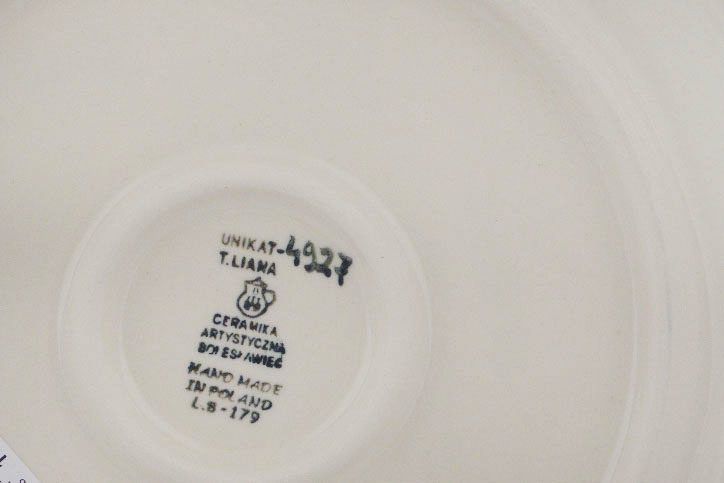 UNIKAT-4927
T.LIANA
CERAMIKA
ARTYSTYCZNA
BOLESŁAWIEC
HAND MADE
IN POLAND
L.B-179